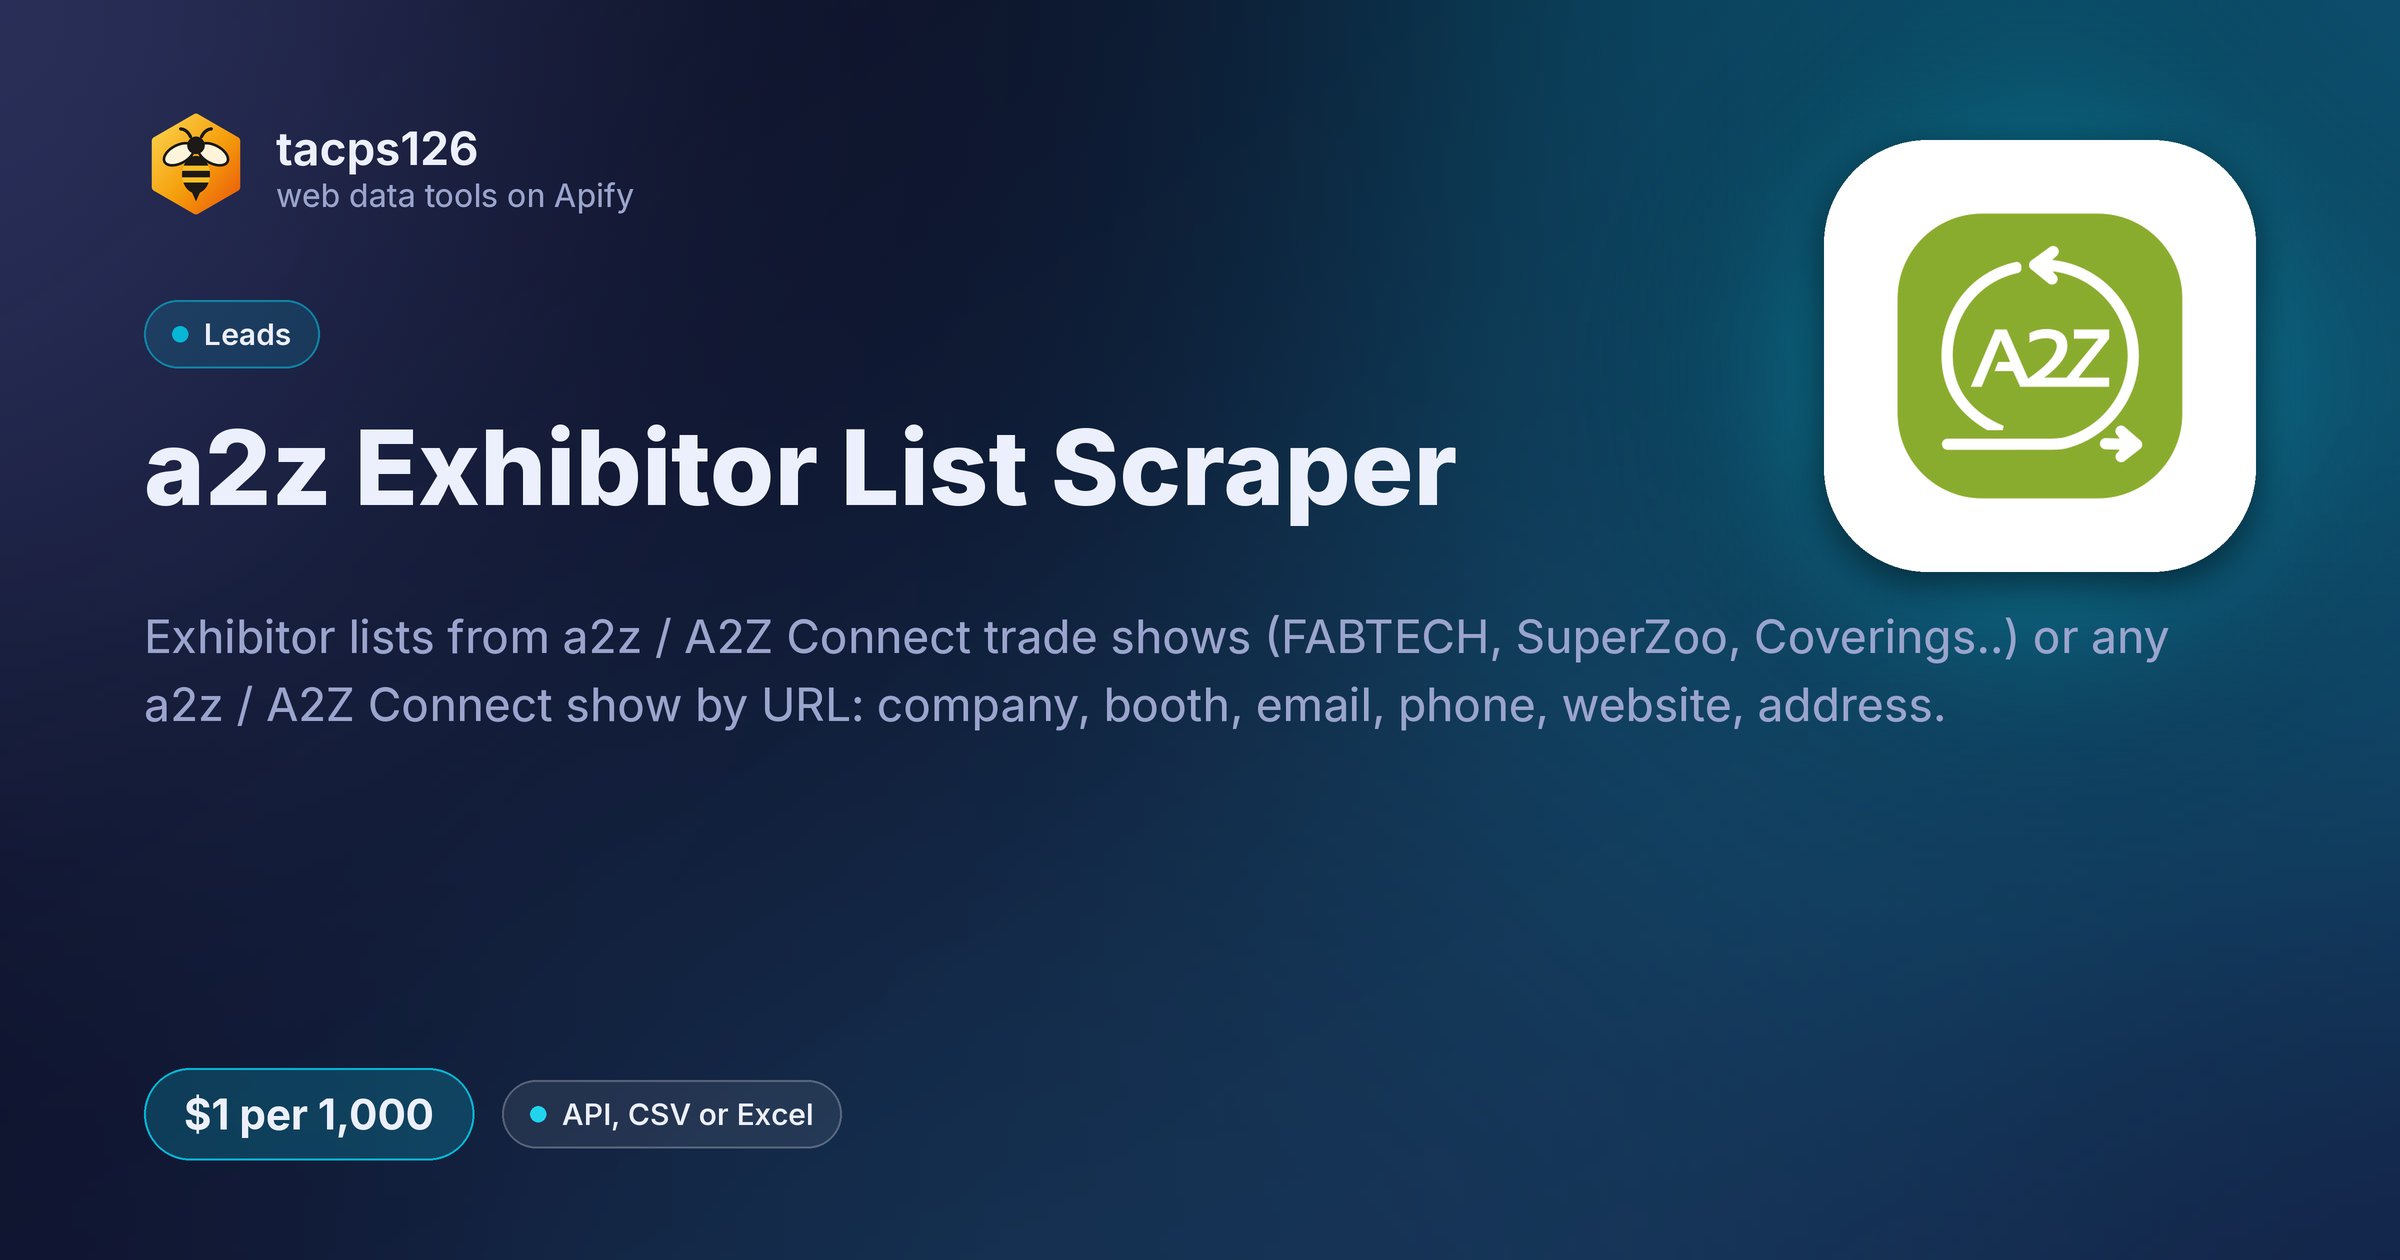 tacps126
web data tools on Apify
Leads
A2Z
a2z Exhibitor List Scraper
Exhibitor lists from a2z / A2Z Connect trade shows (FABTECH, SuperZoo, Coverings..) or any
a2z / A2Z Connect show by URL: company, booth, email, phone, website, address.
$1 per 1,000
API, CSV or Excel